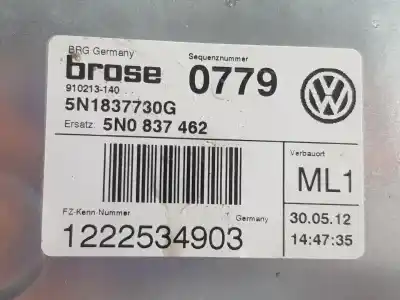 BRG Germany
Sequenznummer
brose
0779
910213-140
5N1837730G
Ersatz: 5N0 837 462
Verbauort
ML1
FZ-Kenn-Nummer
Germany
30.05.12
1222534903
14:47:35